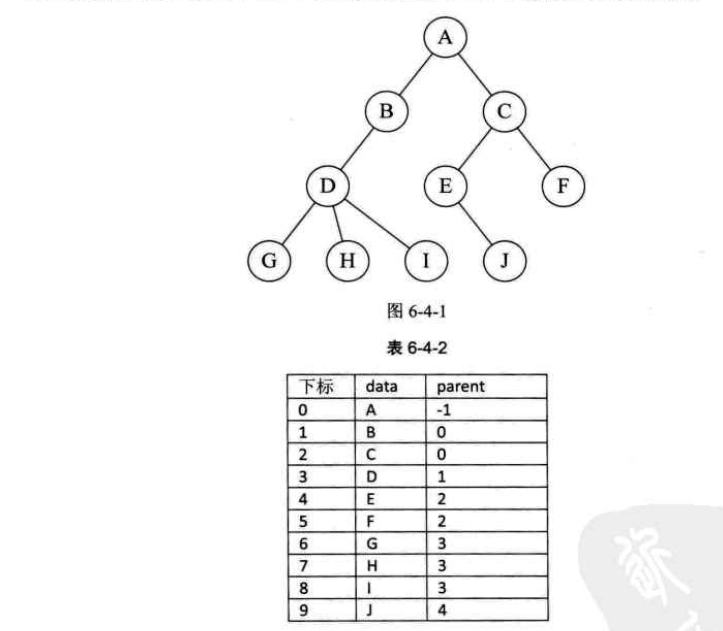 A
B C
D E F
G H I J
图 6-4-1
表 6-4-2
下标 data parent
0 A -1
1 B 0
2 C 0
3 D 1
4 E 2
5 F 2
6 G 3
7 H 3
8 I 3
9 J 4